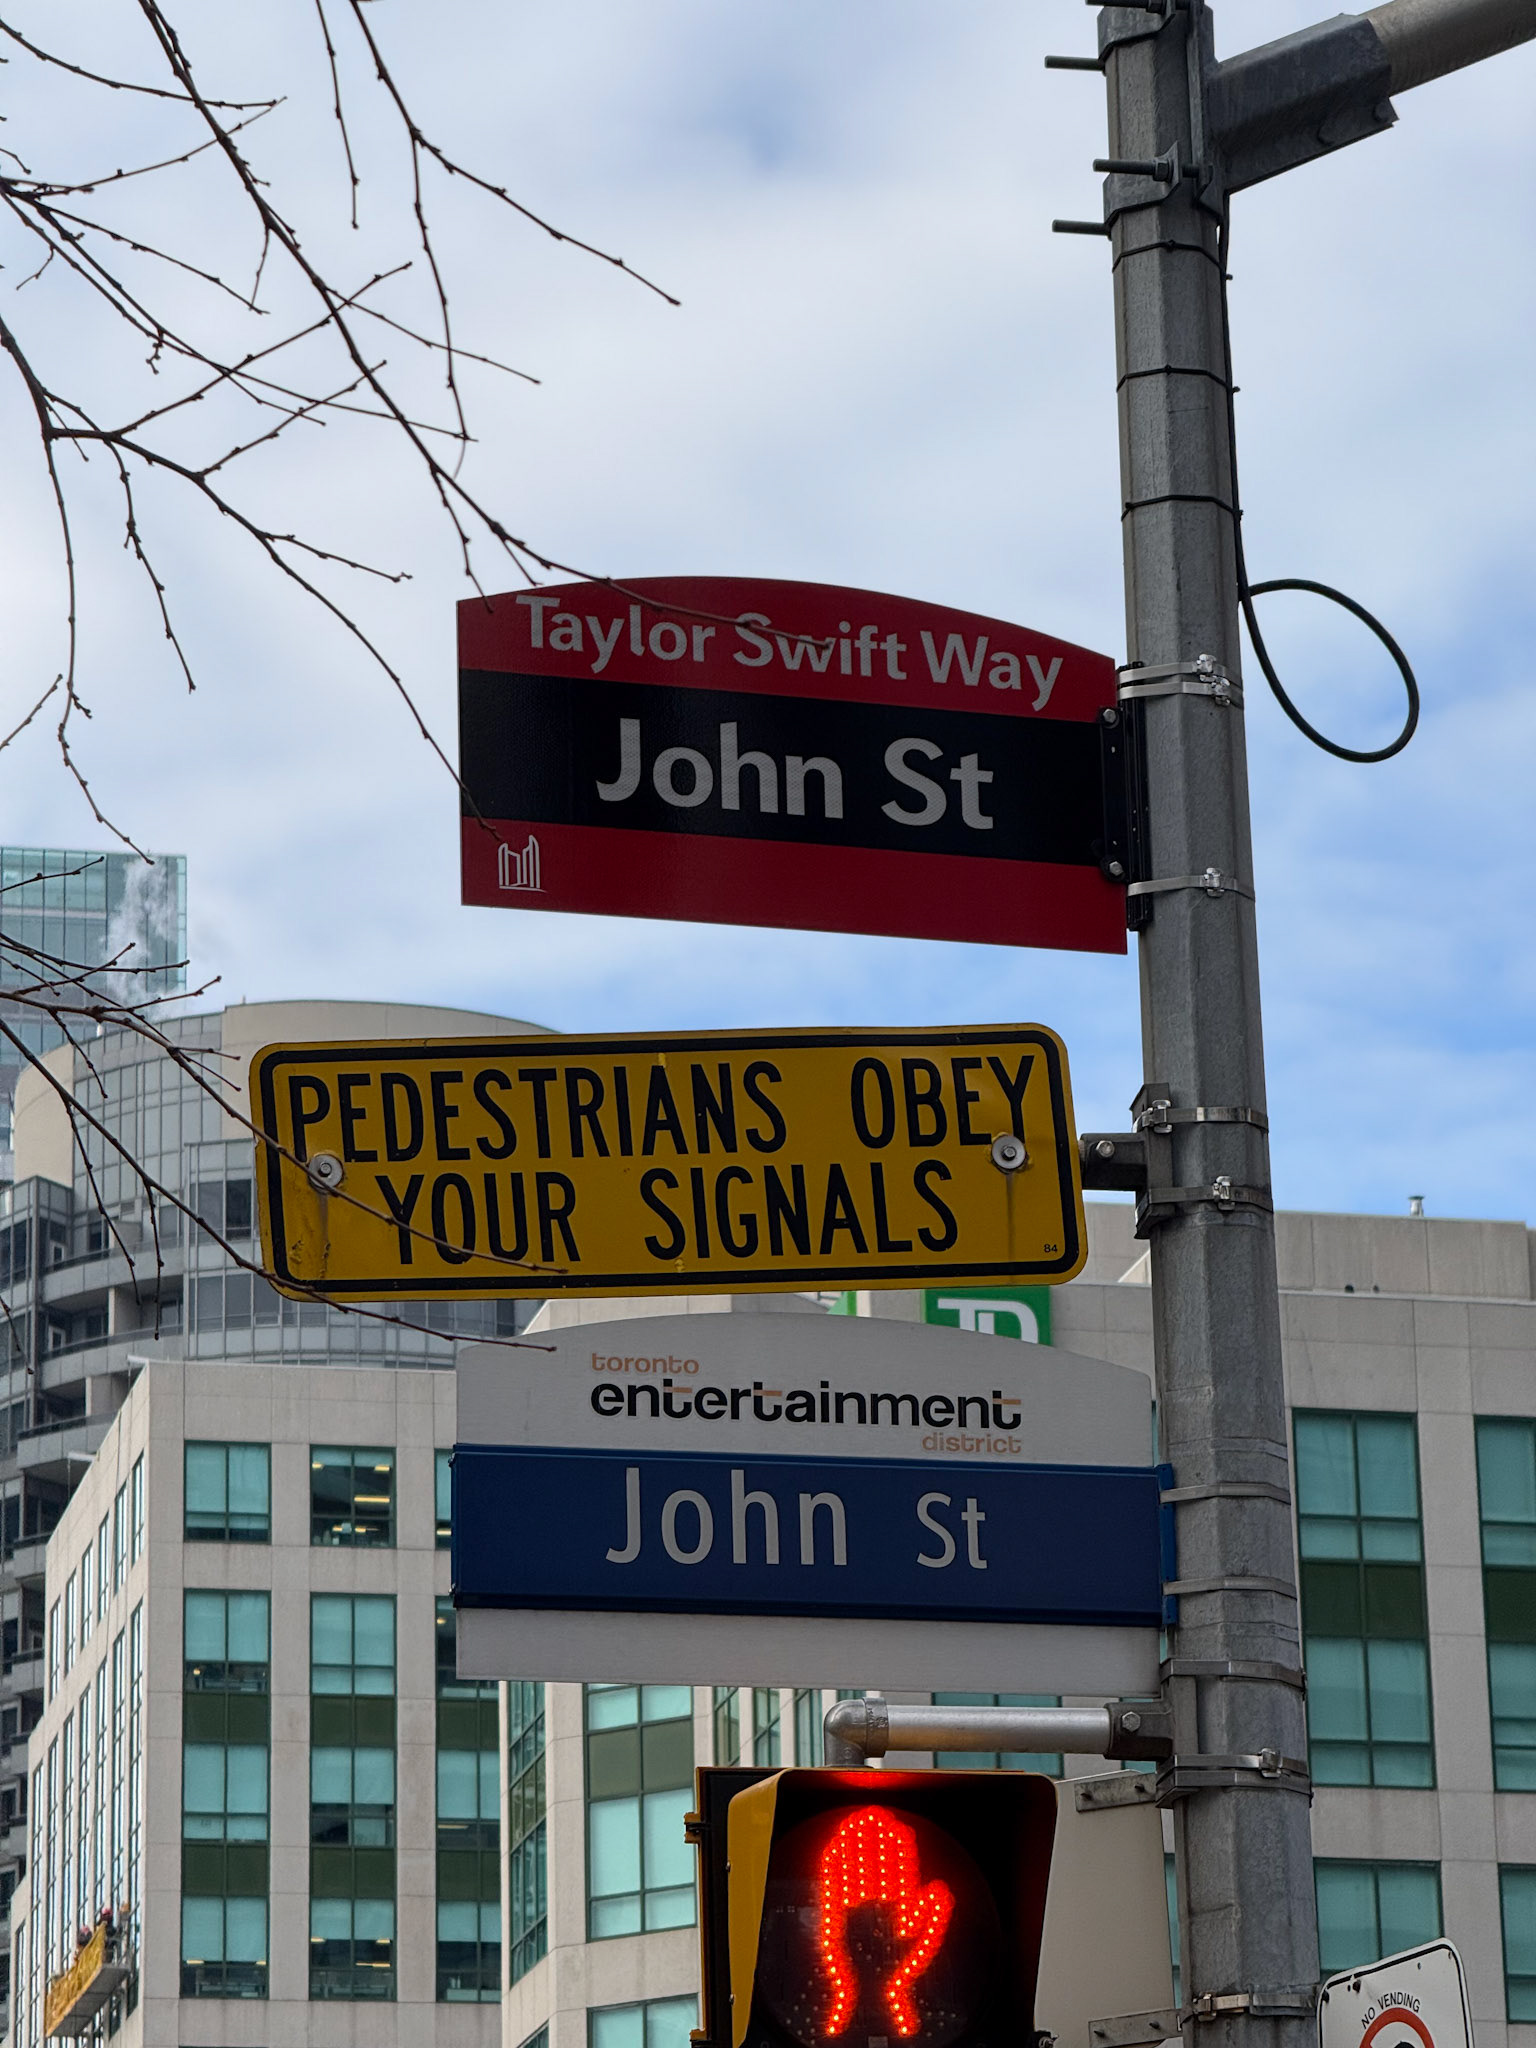 Taylor Swift Way
John St
PEDESTRIANS OBEY
YOUR SIGNALS
84
TD
toronto
entertainment
district
John St
NO VENDING